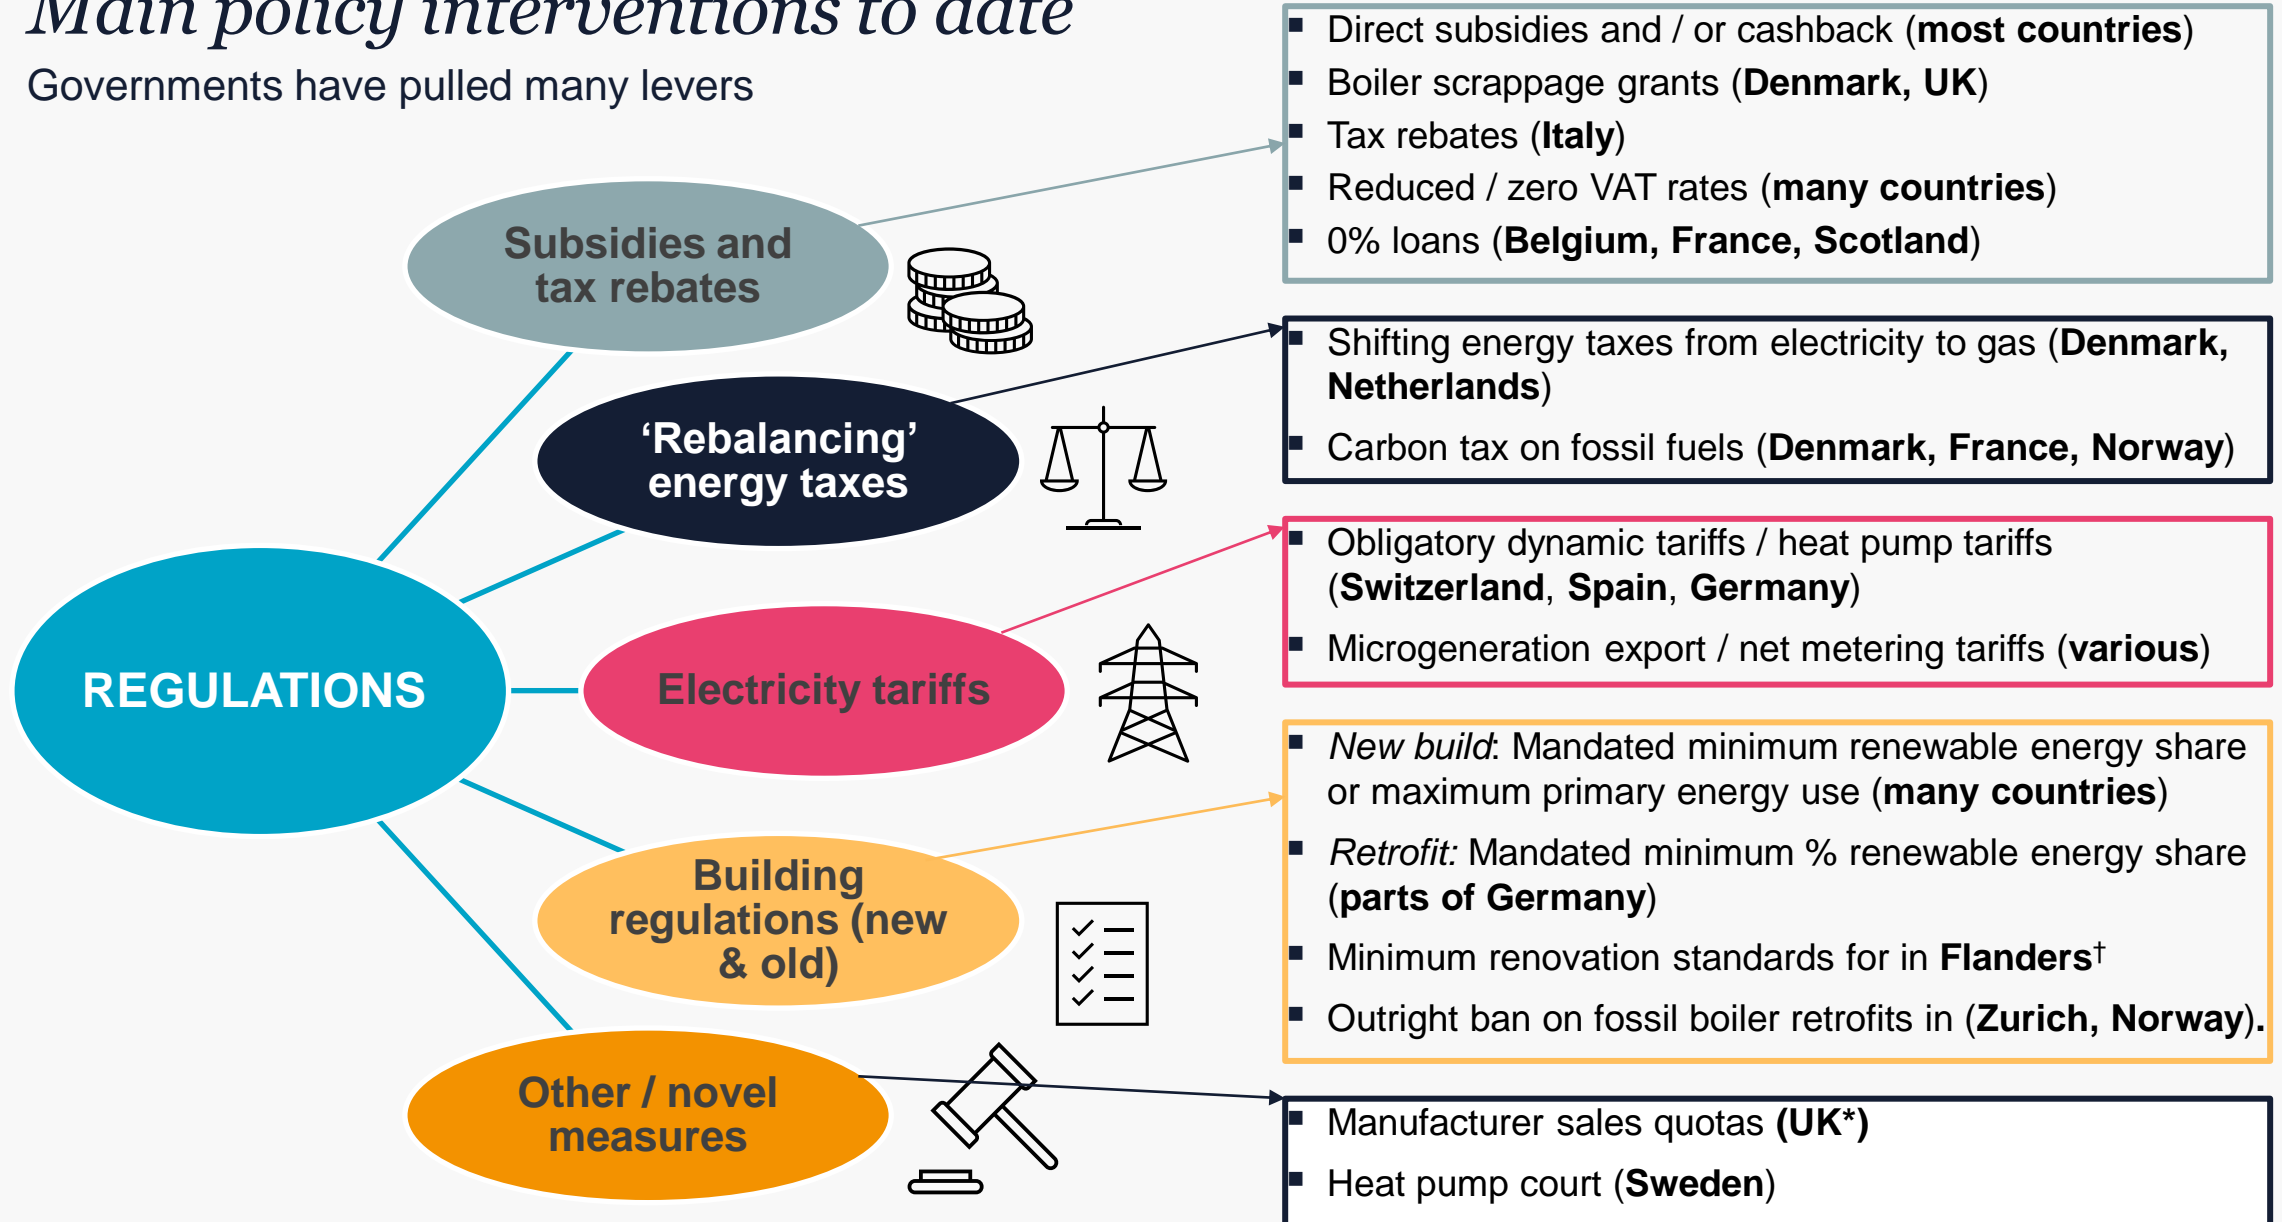 Main policy interventions to date
Governments have pulled many levers
Subsidies and
tax rebates
‘Rebalancing’
energy taxes
REGULATIONS
Electricity tariffs
Building
regulations (new
& old)
Other / novel
measures
▪ Direct subsidies and / or cashback (most countries)
▪ Boiler scrappage grants (Denmark, UK)
▪ Tax rebates (Italy)
▪ Reduced / zero VAT rates (many countries)
▪ 0% loans (Belgium, France, Scotland)
▪ Shifting energy taxes from electricity to gas (Denmark,
Netherlands)
▪ Carbon tax on fossil fuels (Denmark, France, Norway)
▪ Obligatory dynamic tariffs / heat pump tariffs
(Switzerland, Spain, Germany)
▪ Microgeneration export / net metering tariffs (various)
▪ New build: Mandated minimum renewable energy share
or maximum primary energy use (many countries)
▪ Retrofit: Mandated minimum % renewable energy share
(parts of Germany)
▪ Minimum renovation standards for in Flanders†
▪ Outright ban on fossil boiler retrofits in (Zurich, Norway).
▪ Manufacturer sales quotas (UK*)
▪ Heat pump court (Sweden)